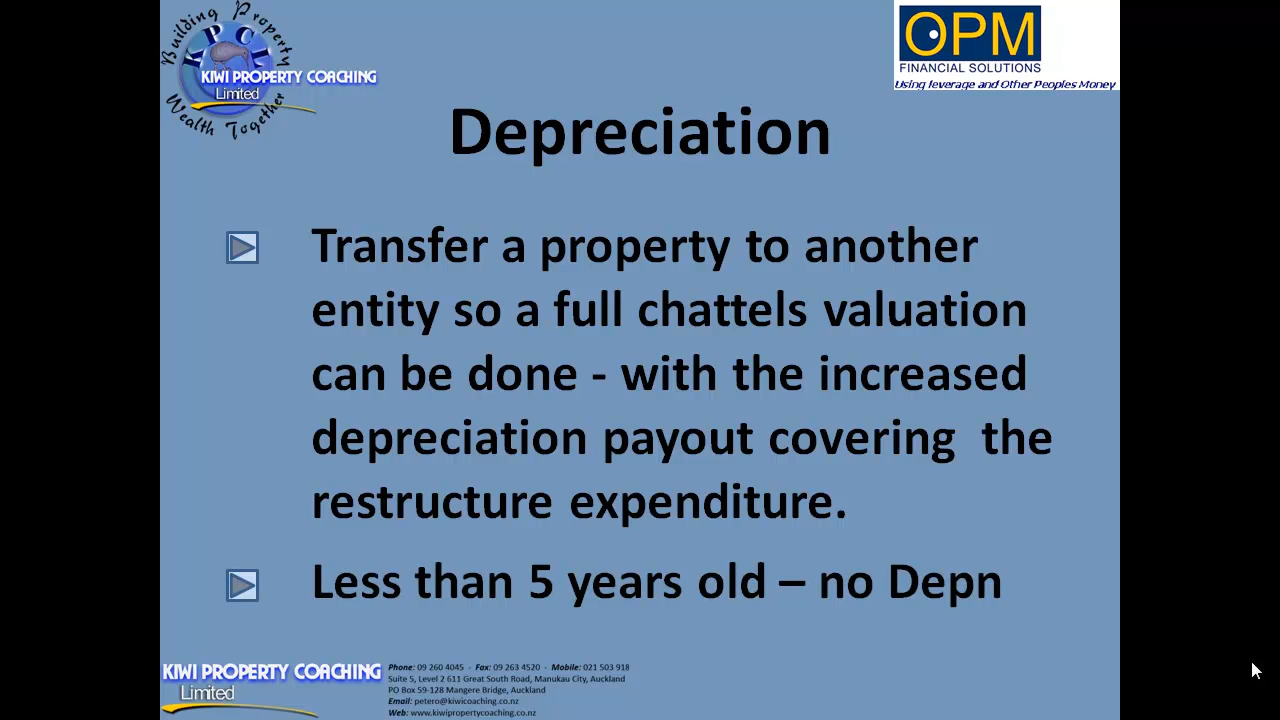 Building Property
KPCL
KIWI PROPERTY COACHING
Limited
Wealth Together
OPM
FINANCIAL SOLUTIONS
Using leverage and Other Peoples Money
Depreciation
Transfer a property to another
entity so a full chattels valuation
can be done - with the increased
depreciation payout covering the
restructure expenditure.
Less than 5 years old – no Depn
KIWI PROPERTY COACHING
Limited
Phone: 09 260 4045 - Fax: 09 263 4520 - Mobile: 021 503 918
Suite 5, Level 2 611 Great South Road, Manukau City, Auckland
PO Box 59-128 Mangere Bridge, Auckland
Email: petero@kiwicoaching.co.nz
Web: www.kiwipropertycoaching.co.nz